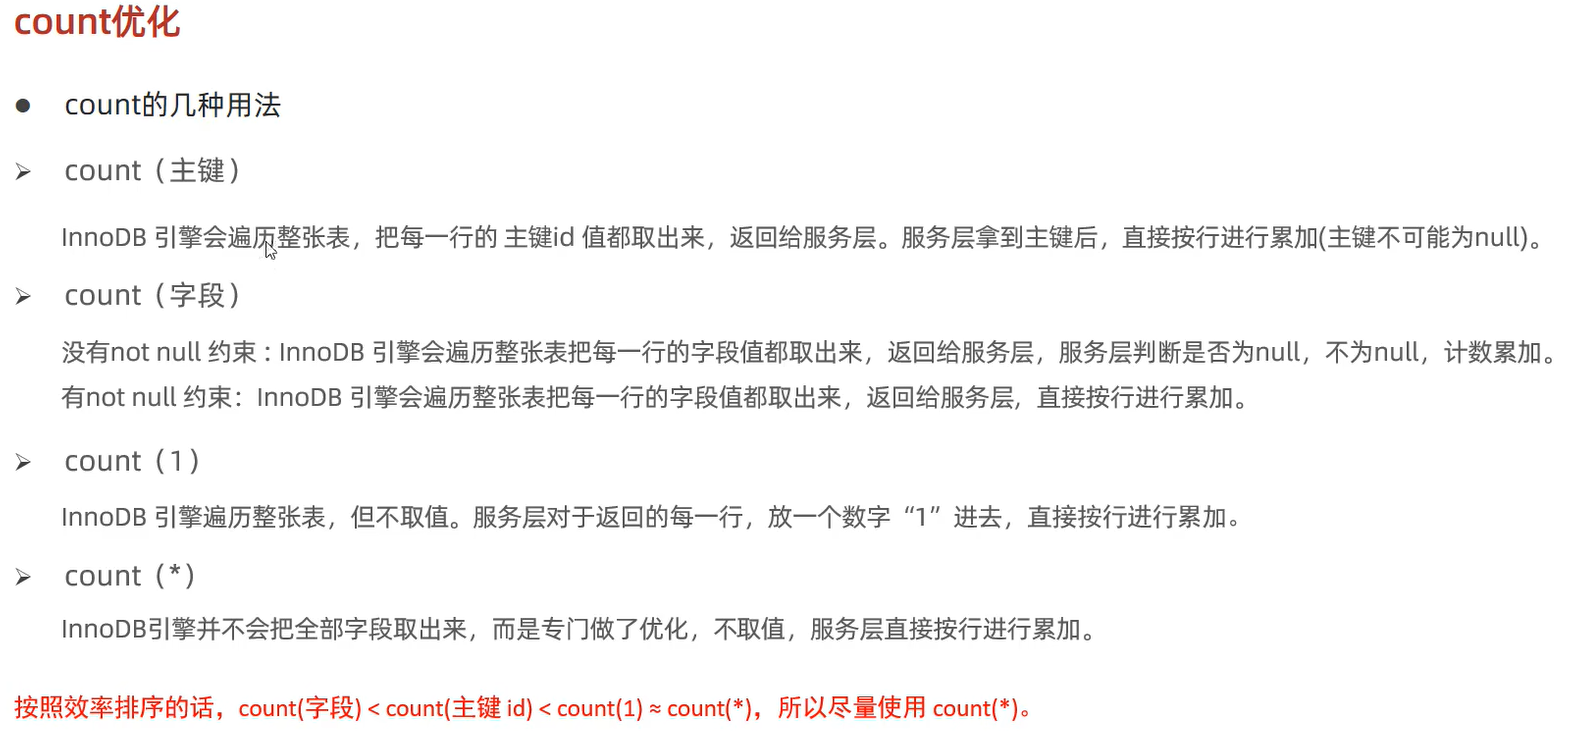 count优化
● count的几种用法
➢ count（主键）
InnoDB 引擎会遍历整张表，把每一行的 主键id 值都取出来，返回给服务层。服务层拿到主键后，直接按行进行累加(主键不可能为null)。
➢ count（字段）
没有not null 约束 : InnoDB 引擎会遍历整张表把每一行的字段值都取出来，返回给服务层，服务层判断是否为null，不为null，计数累加。
有not null 约束：InnoDB 引擎会遍历整张表把每一行的字段值都取出来，返回给服务层，直接按行进行累加。
➢ count（1）
InnoDB 引擎遍历整张表，但不取值。服务层对于返回的每一行，放一个数字“1”进去，直接按行进行累加。
➢ count（*）
InnoDB引擎并不会把全部字段取出来，而是专门做了优化，不取值，服务层直接按行进行累加。
按照效率排序的话，count(字段) < count(主键 id) < count(1) ≈ count(*)，所以尽量使用 count(*)。